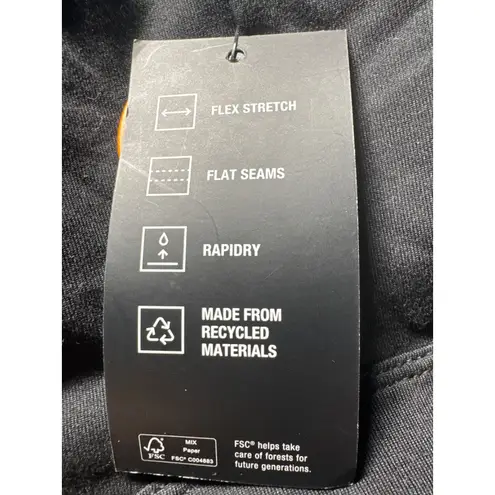 FLEX STRETCH
FLAT SEAMS
RAPIDRY
MADE FROM
RECYCLED
MATERIALS
FSC
MIX
Paper
FSC® C004693
FSC® helps take
care of forests for
future generations.